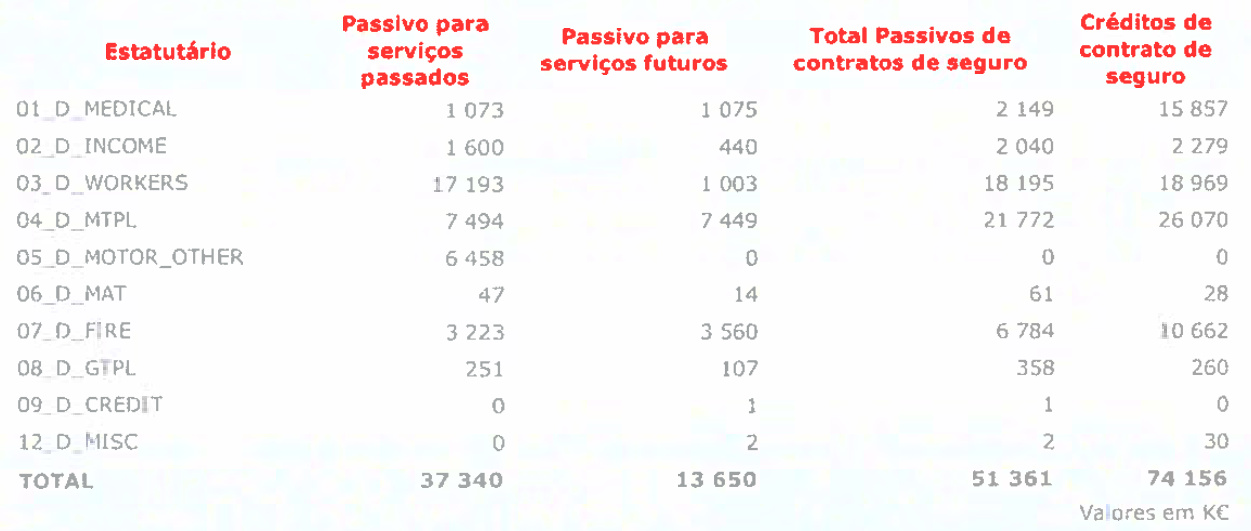 Estatutário Passivo para serviços passados Passivo para serviços futuros Total Passivos de contratos de seguro Créditos de contrato de seguro
01_D_MEDICAL 1 073 1 075 2 149 15 857
02_D_INCOME 1 600 440 2 040 2 279
03_D_WORKERS 17 193 1 003 18 195 18 969
04_D_MTPL 7 494 7 449 21 772 26 070
05_D_MOTOR_OTHER 6 458 0 0 0
06_D_MAT 47 14 61 28
07_D_FIRE 3 223 3 560 6 784 10 662
08_D_GTPL 251 107 358 260
09_D_CREDIT 0 1 1 0
12_D_MISC 0 2 2 30
TOTAL 37 340 13 650 51 361 74 156
Valores em K€